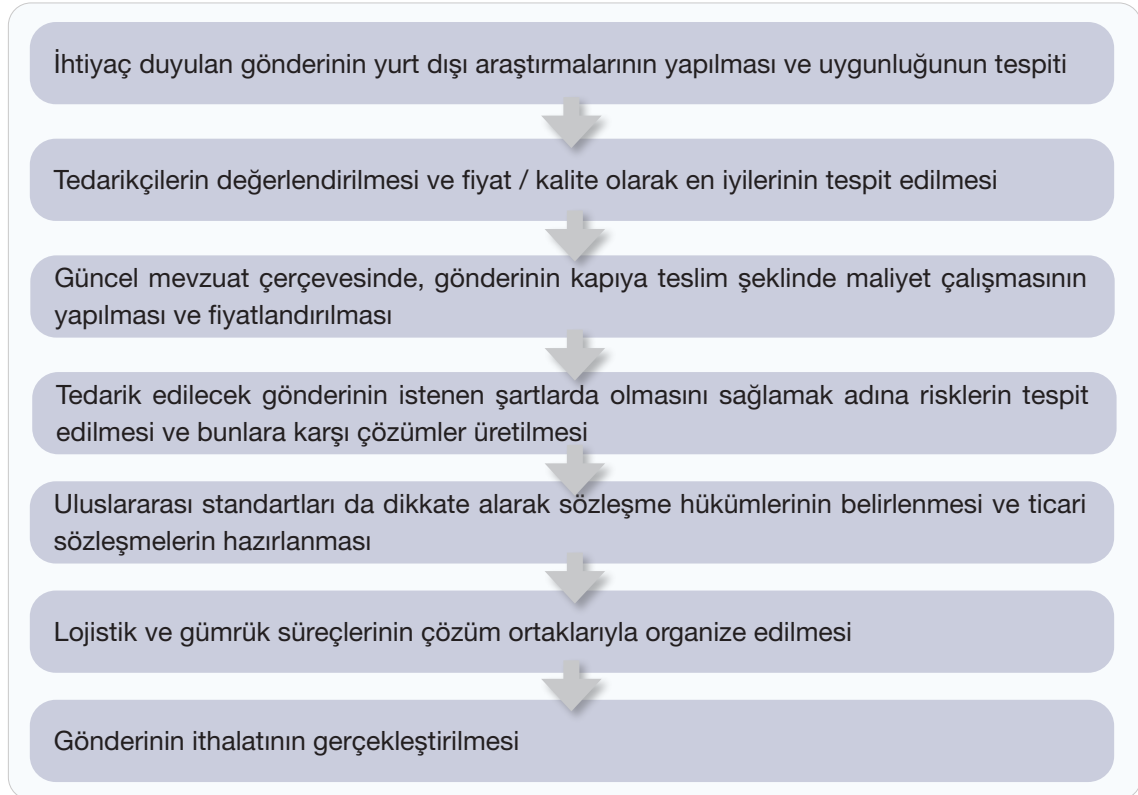 İhtiyaç duyulan gönderinin yurt dışı araştırmalarının yapılması ve uygunluğunun tespiti
Tedarikçilerin değerlendirilmesi ve fiyat / kalite olarak en iyilerinin tespit edilmesi
Güncel mevzuat çerçevesinde, gönderinin kapıya teslim şeklinde maliyet çalışmasının
yapılması ve fiyatlandırılması
Tedarik edilecek gönderinin istenen şartlarda olmasını sağlamak adına risklerin tespit
edilmesi ve bunlara karşı çözümler üretilmesi
Uluslararası standartları da dikkate alarak sözleşme hükümlerinin belirlenmesi ve ticari
sözleşmelerin hazırlanması
Lojistik ve gümrük süreçlerinin çözüm ortaklarıyla organize edilmesi
Gönderinin ithalatının gerçekleştirilmesi